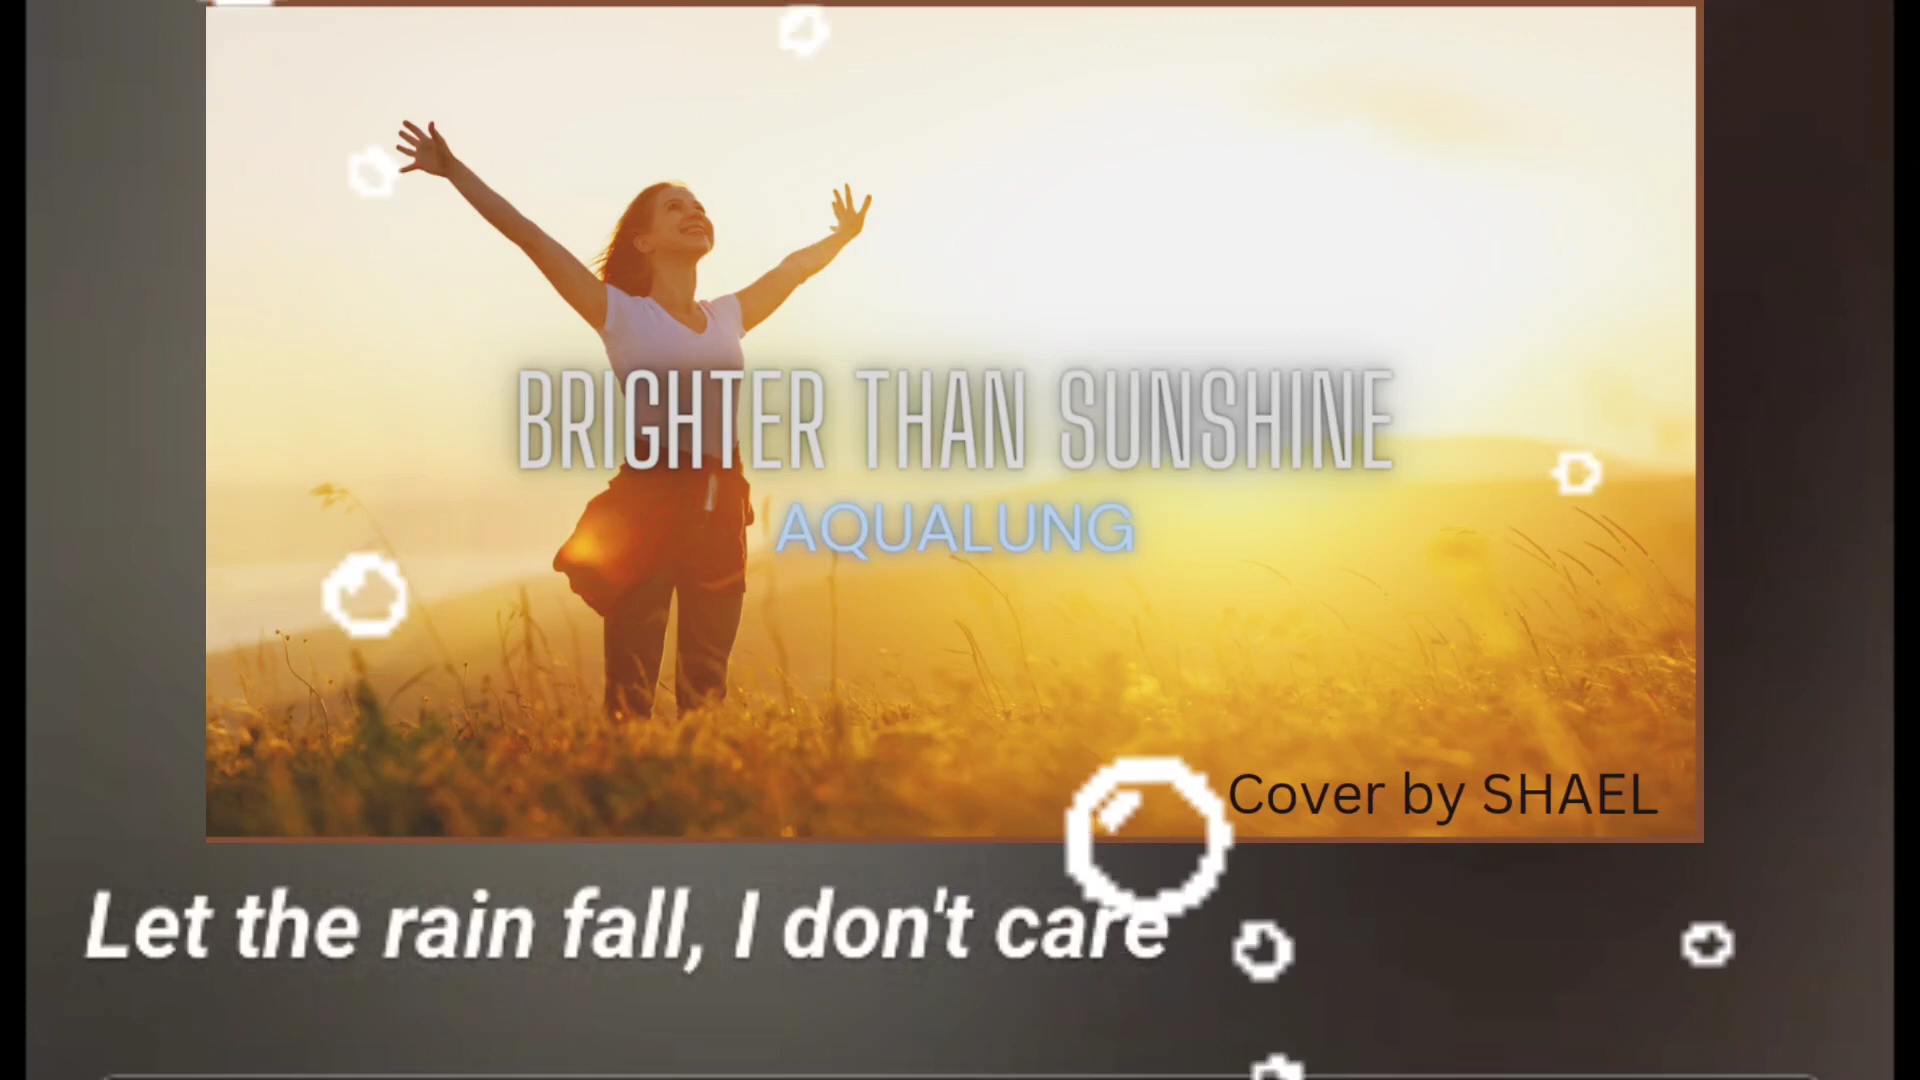 BRIGHTER THAN SUNSHINE
AQUALUNG
Cover by SHAEL
Let the rain fall, I don't care